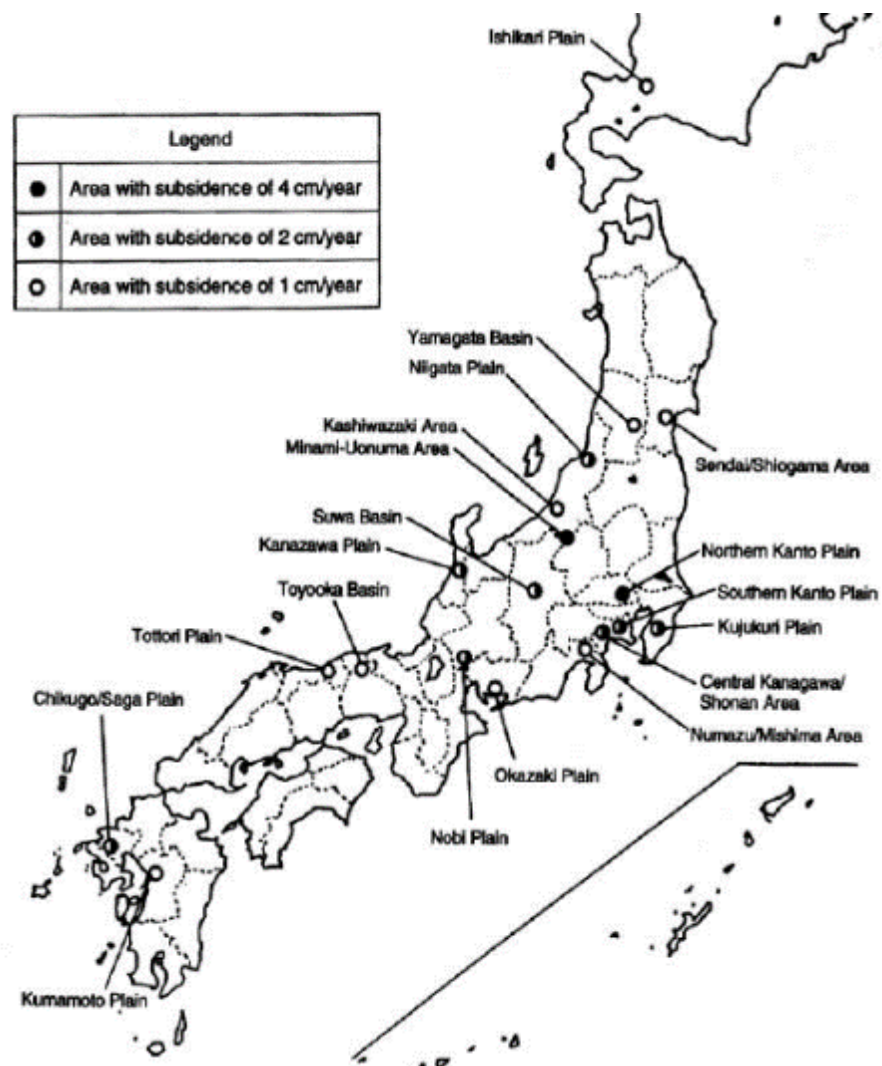 Ishikari Plain
Legend
Area with subsidence of 4 cm/year
Area with subsidence of 2 cm/year
Area with subsidence of 1 cm/year
Yamagata Basin
Niigata Plain
Kashiwazaki Area
Minami-Uonuma Area
Sendai/Shiogama Area
Suwa Basin
Kanazawa Plain
Northern Kanto Plain
Toyooka Basin
Southern Kanto Plain
Tottori Plain
Kujukuri Plain
Chikugo/Saga Plain
Central Kanagawa/
Shonan Area
Numazu/Mishima Area
Okazaki Plain
Nobi Plain
Kumamoto Plain